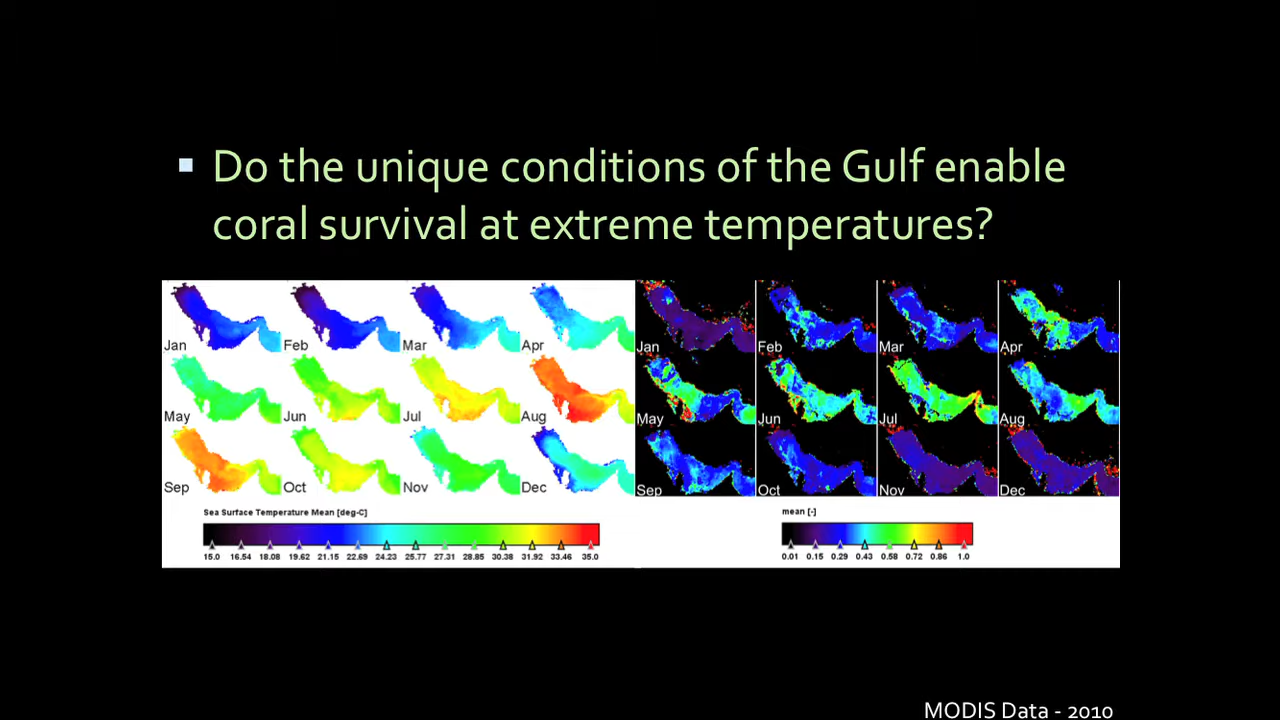 Do the unique conditions of the Gulf enable
coral survival at extreme temperatures?
Jan Feb Mar Apr
May Jun Jul Aug
Sep Oct Nov Dec
Sea Surface Temperature Mean [deg-C]
15.0 16.54 18.08 19.62 21.15 22.69 24.23 25.77 27.31 28.85 30.38 31.92 33.46 35.0
Jan Feb Mar Apr
May Jun Jul Aug
Sep Oct Nov Dec
mean [-]
0.01 0.15 0.29 0.43 0.58 0.72 0.86 1.0
MODIS Data - 2010